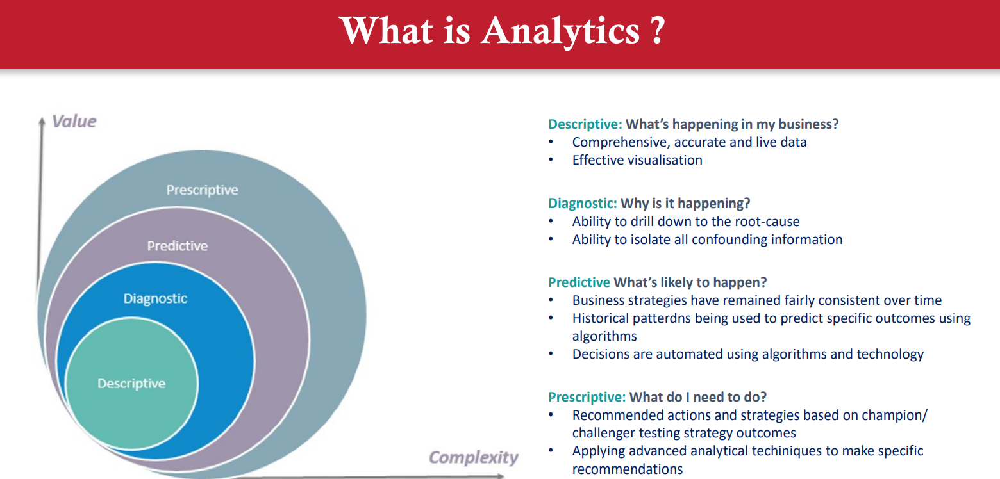 What is Analytics ?
Value
Prescriptive
Predictive
Diagnostic
Descriptive
Complexity
Descriptive: What's happening in my business?
• Comprehensive, accurate and live data
• Effective visualisation
Diagnostic: Why is it happening?
• Ability to drill down to the root-cause
• Ability to isolate all confounding information
Predictive What's likely to happen?
• Business strategies have remained fairly consistent over time
• Historical patterdns being used to predict specific outcomes using
algorithms
• Decisions are automated using algorithms and technology
Prescriptive: What do I need to do?
• Recommended actions and strategies based on champion/
challenger testing strategy outcomes
• Applying advanced analytical techiniques to make specific
recommendations